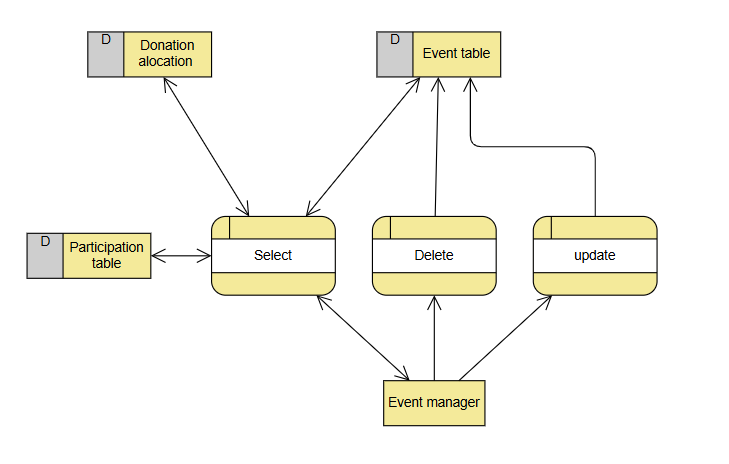 D
Donation
alocation
D
Event table
D
Participation
table
Select
Delete
update
Event manager